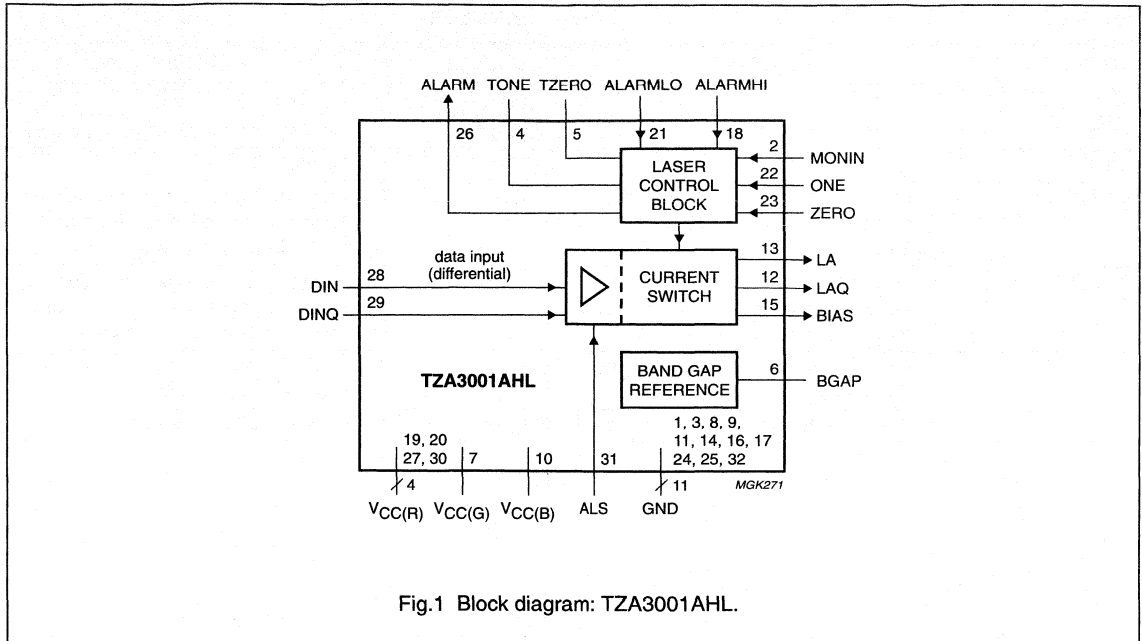 ALARM TONE TZERO ALARMLO ALARMHI
26 4 5 21 18
2 MONIN
LASER
CONTROL
BLOCK
22 ONE
23 ZERO
data input
(differential)
13 LA
DIN 28
CURRENT
SWITCH
12 LAQ
DINQ 29
15 BIAS
TZA3001AHL
BAND GAP
REFERENCE
6 BGAP
1, 3, 8, 9,
11, 14, 16, 17
24, 25, 32
19, 20
27, 30
7 10 31
4 11
MGK271
VCC(R) VCC(G) VCC(B) ALS GND
Fig.1 Block diagram: TZA3001AHL.